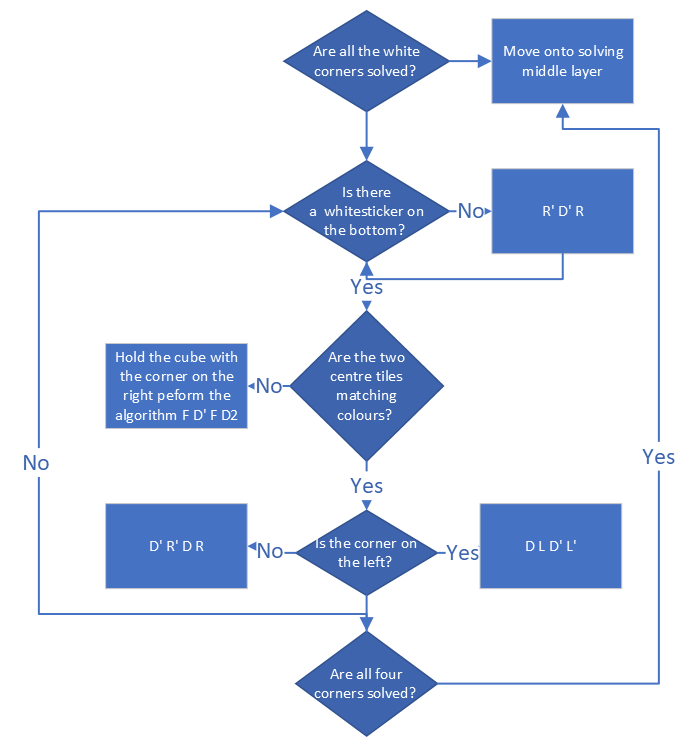 Are all the white
corners solved?
Move onto solving
middle layer
Is there
a  whitesticker on
the bottom?
No
R' D' R
Yes
Hold the cube with
the corner on the
right peform the
algorithm F D' F D2
No
Are the two
centre tiles
matching
colours?
No
Yes
Yes
D' R' D R
No
Is the corner on
the left?
Yes
D L D' L'
Are all four
corners solved?